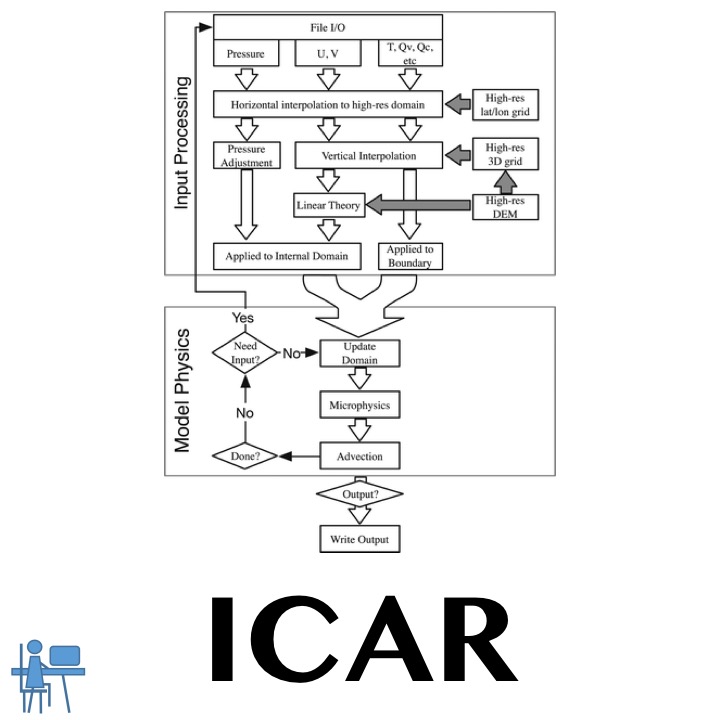 File I/O
Pressure
U, V
T, Qv, Qc,
etc
Input Processing
Horizontal interpolation to high-res domain
High-res
lat/lon grid
Pressure
Adjustment
Vertical Interpolation
High-res
3D grid
Linear Theory
High-res
DEM
Applied to Internal Domain
Applied to
Boundary
Model Physics
Yes
Need
Input?
No
Update
Domain
Microphysics
No
Done?
Advection
Output?
Write Output
ICAR